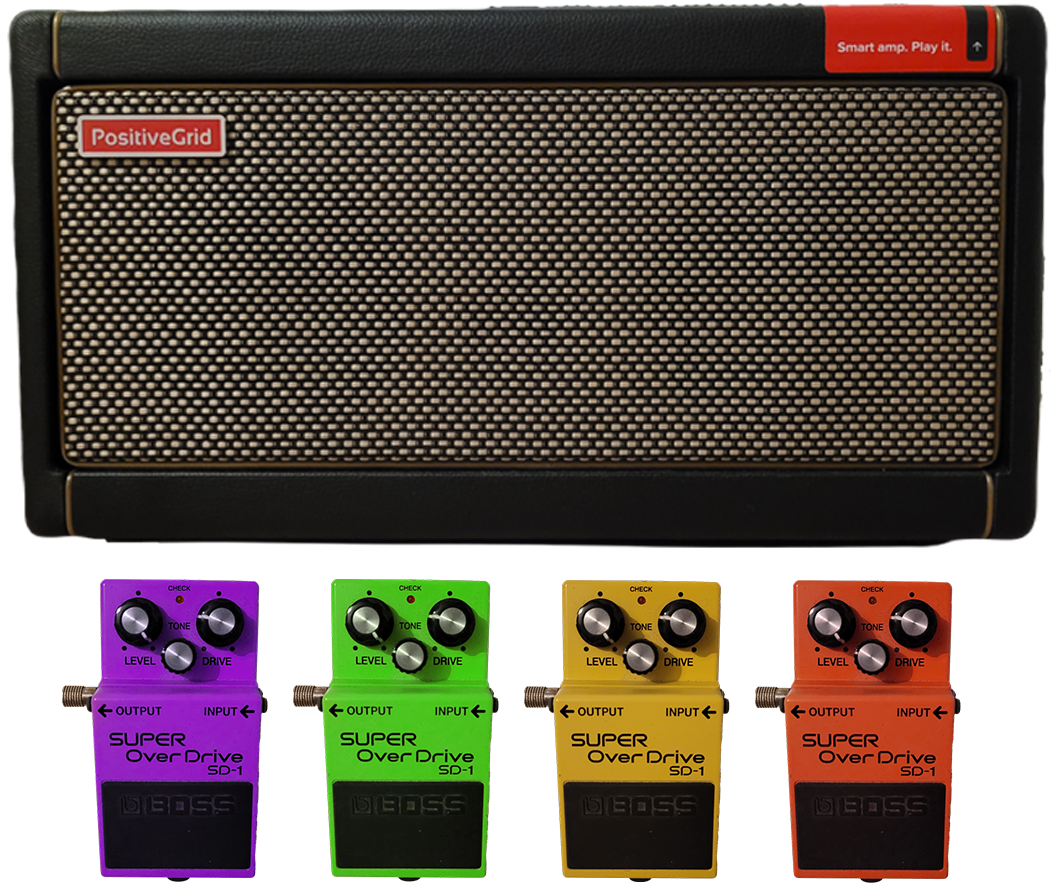 Smart amp. Play it.
PositiveGrid
CHECK
TONE
LEVEL DRIVE
OUTPUT INPUT
SUPER
Over Drive
SD-1
BOSS
CHECK
TONE
LEVEL DRIVE
OUTPUT INPUT
SUPER
Over Drive
SD-1
BOSS
CHECK
TONE
LEVEL DRIVE
OUTPUT INPUT
SUPER
Over Drive
SD-1
BOSS
CHECK
TONE
LEVEL DRIVE
OUTPUT INPUT
SUPER
Over Drive
SD-1
BOSS